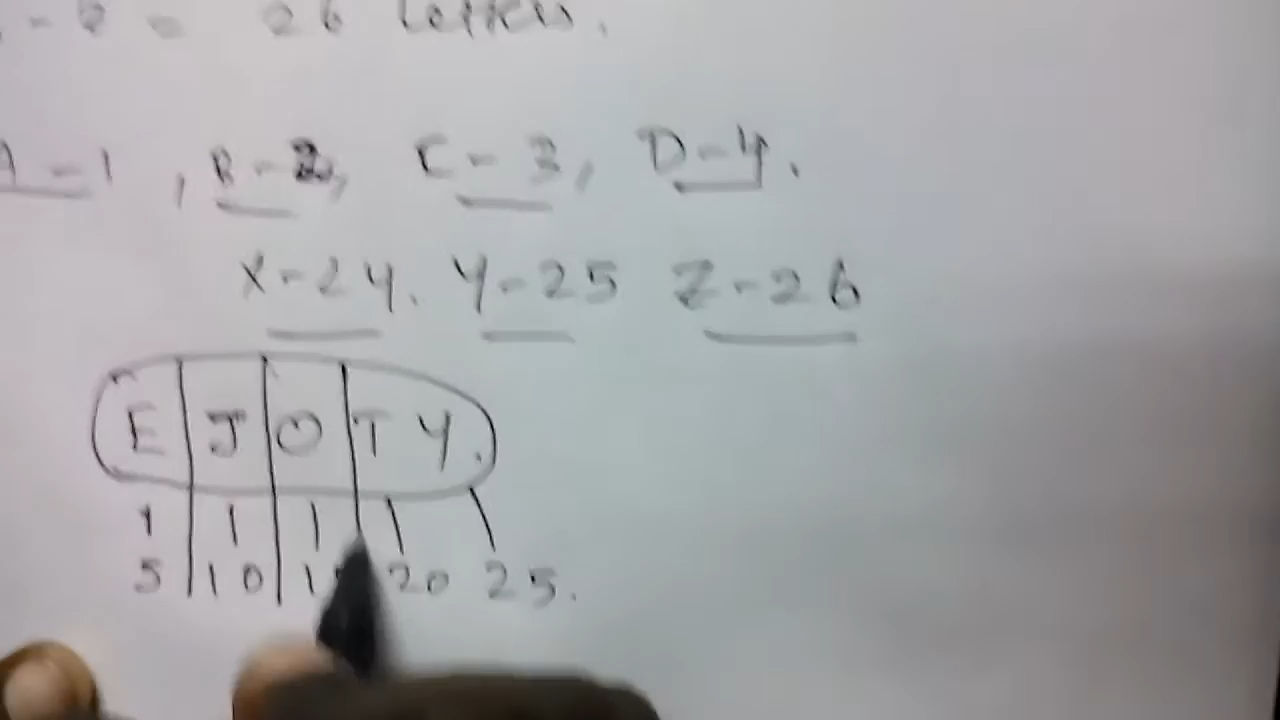 26 Letters.
A-1, B-2, C-3, D-4.
X-24. Y-25 Z-26
E J O T Y.
5 10 20 25.